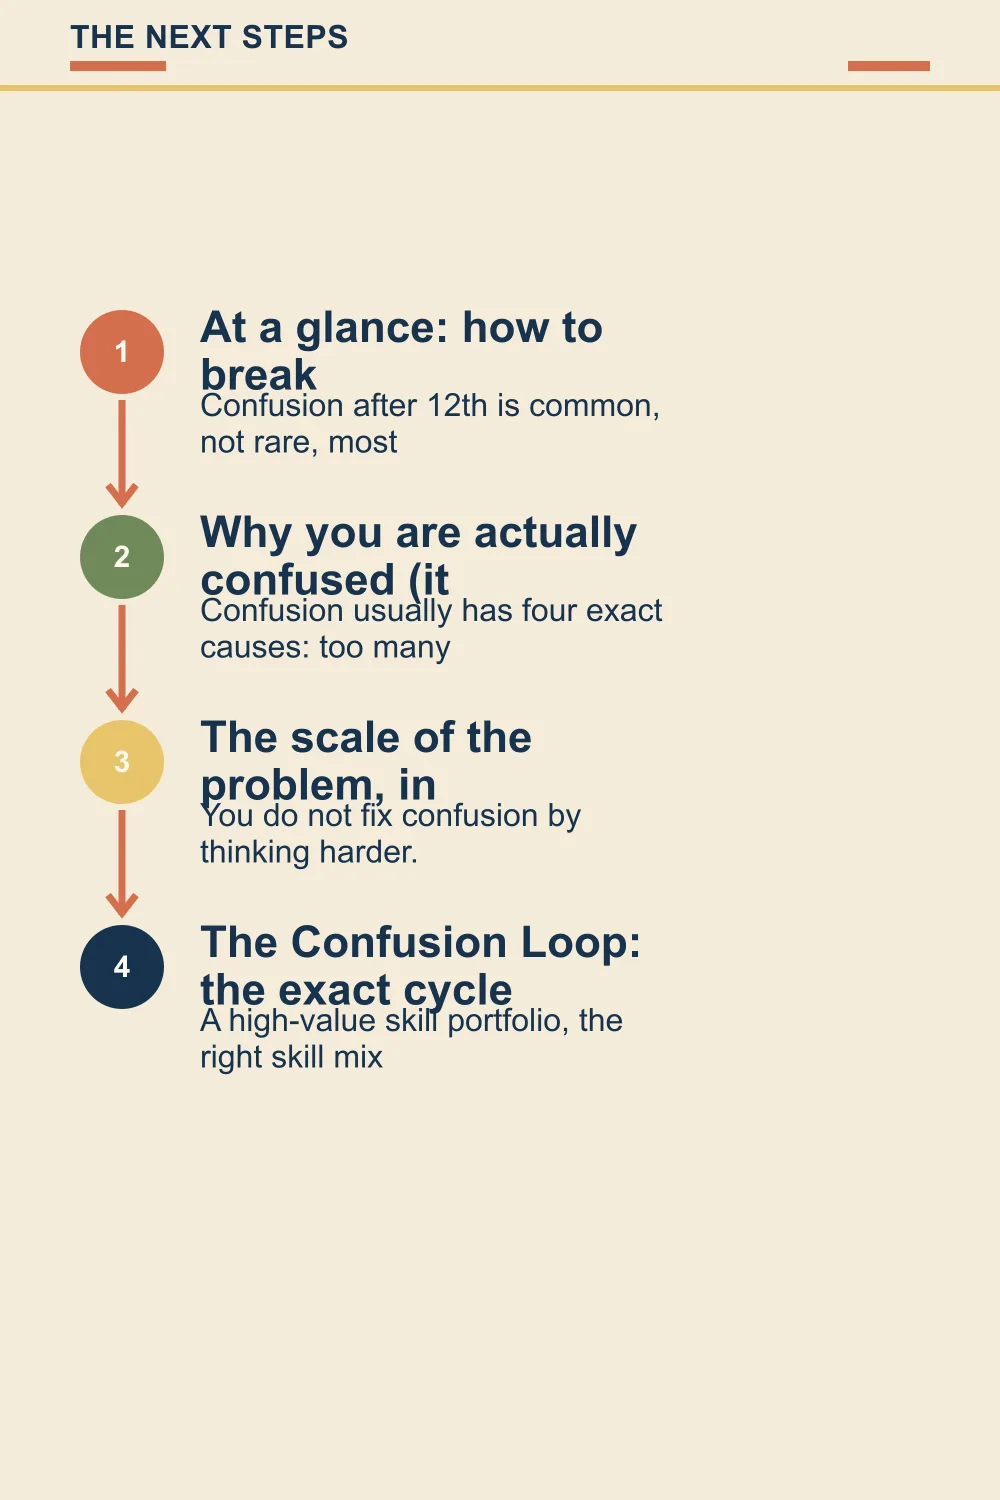 THE NEXT STEPS
1
At a glance: how to
break
Confusion after 12th is common,
not rare, most
2
Why you are actually
confused (it
Confusion usually has four exact
causes: too many
3
The scale of the
problem, in
You do not fix confusion by
thinking harder.
4
The Confusion Loop:
the exact cycle
A high-value skill portfolio, the
right skill mix